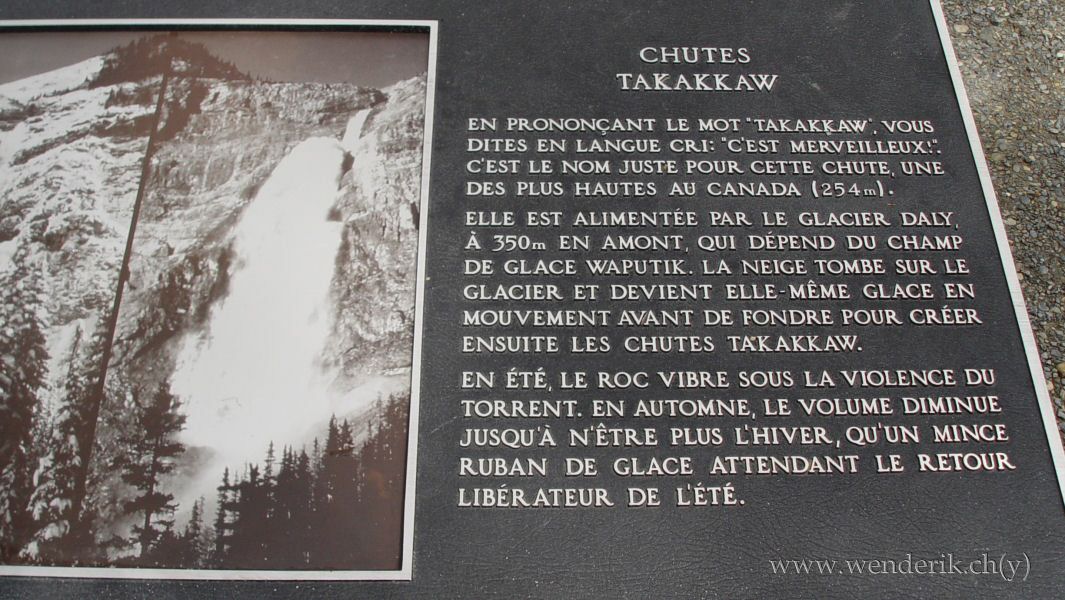 CHUTES
TAKAKKAW
EN PRONONÇANT LE MOT "TAKAKKAW", VOUS
DITES EN LANGUE CRI: "C'EST MERVEILLEUX!".
C'EST LE NOM JUSTE POUR CETTE CHUTE, UNE
DES PLUS HAUTES AU CANADA (254m).
ELLE EST ALIMENTÉE PAR LE GLACIER DALY,
À 350m EN AMONT, QUI DÉPEND DU CHAMP
DE GLACE WAPUTIK. LA NEIGE TOMBE SUR LE
GLACIER ET DEVIENT ELLE-MÊME GLACE EN
MOUVEMENT AVANT DE FONDRE POUR CRÉER
ENSUITE LES CHUTES TAKAKKAW.
EN ÉTÉ, LE ROC VIBRE SOUS LA VIOLENCE DU
TORRENT. EN AUTOMNE, LE VOLUME DIMINUE
JUSQU'À N'ÊTRE PLUS L'HIVER, QU'UN MINCE
RUBAN DE GLACE ATTENDANT LE RETOUR
LIBÉRATEUR DE L'ÉTÉ.
www.wenderik.ch(y)